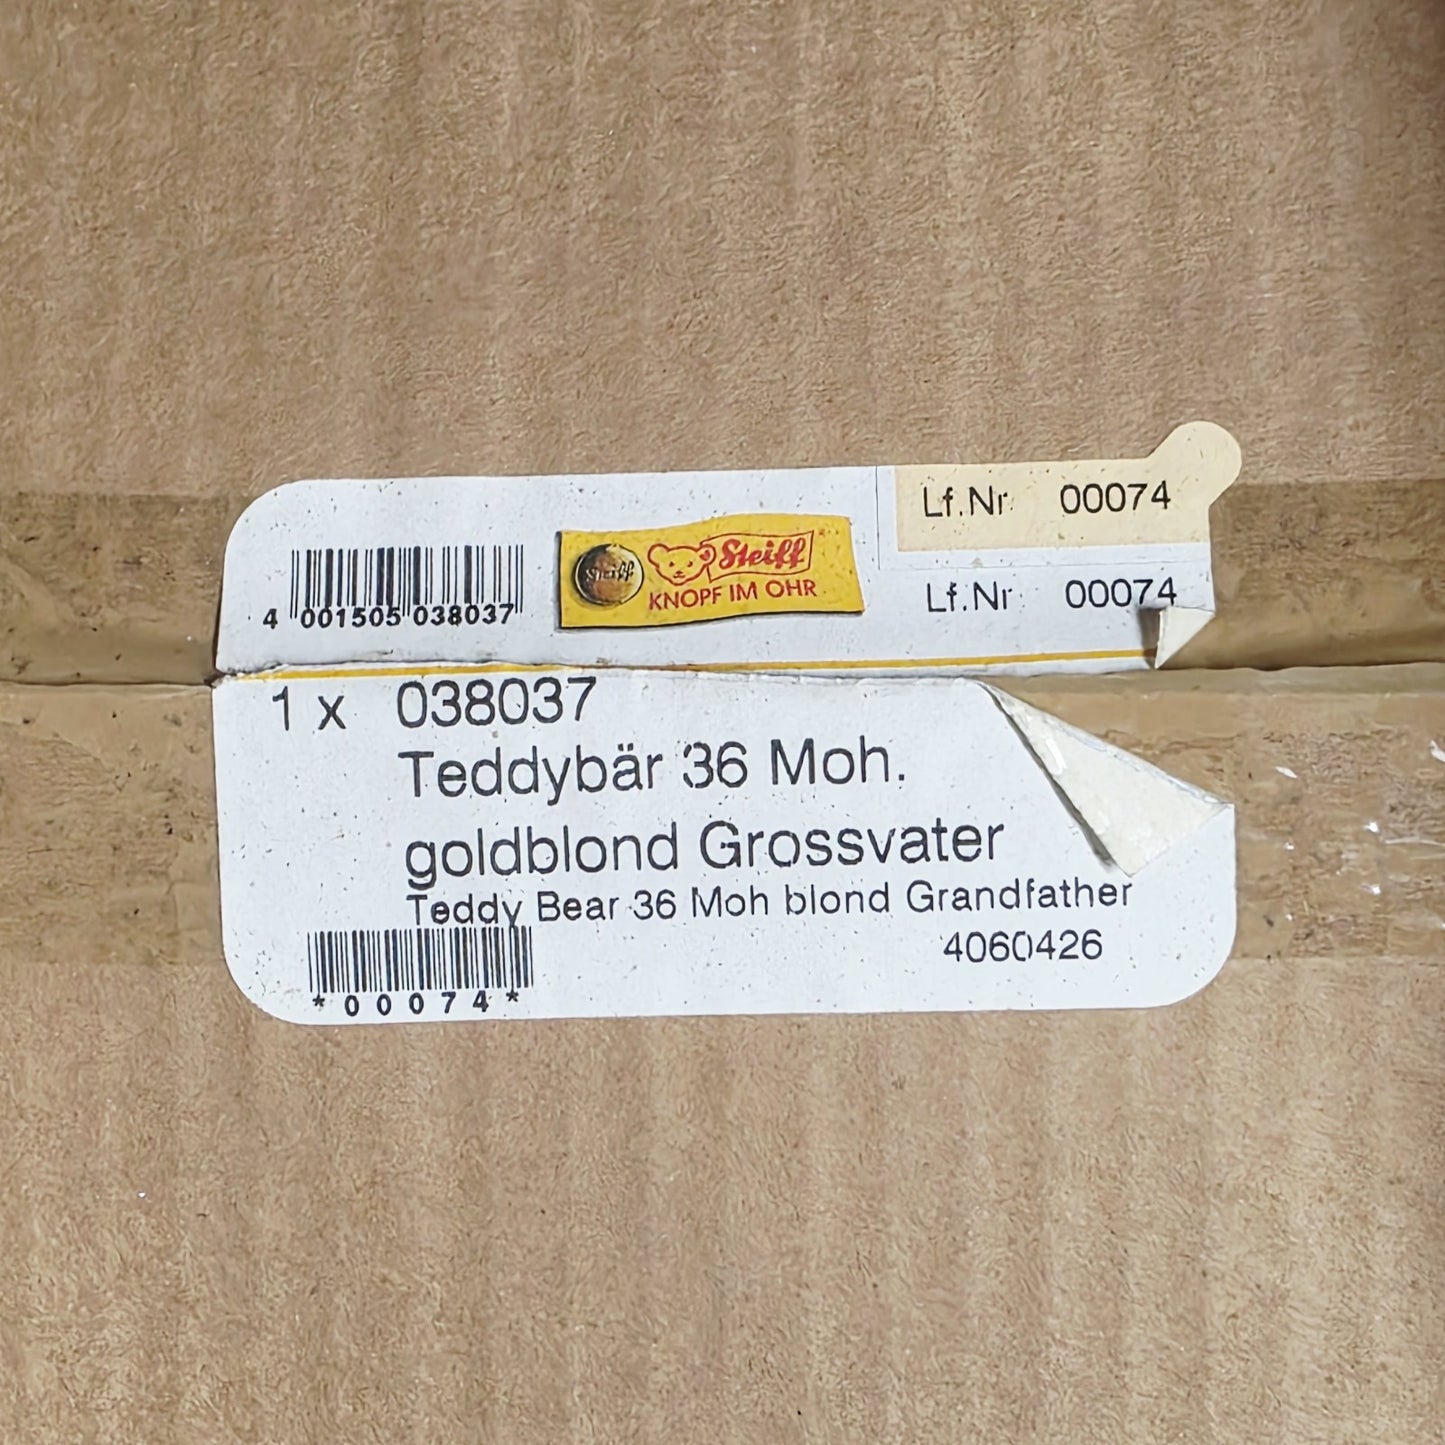 Lf.Nr. 00074
4 001505 038037
Steiff
Steiff
KNOPF IM OHR
Lf.Nr. 00074
1 x 038037
Teddybär 36 Moh.
goldblond Grossvater
Teddy Bear 36 Moh blond Grandfather
4060426
*00074*